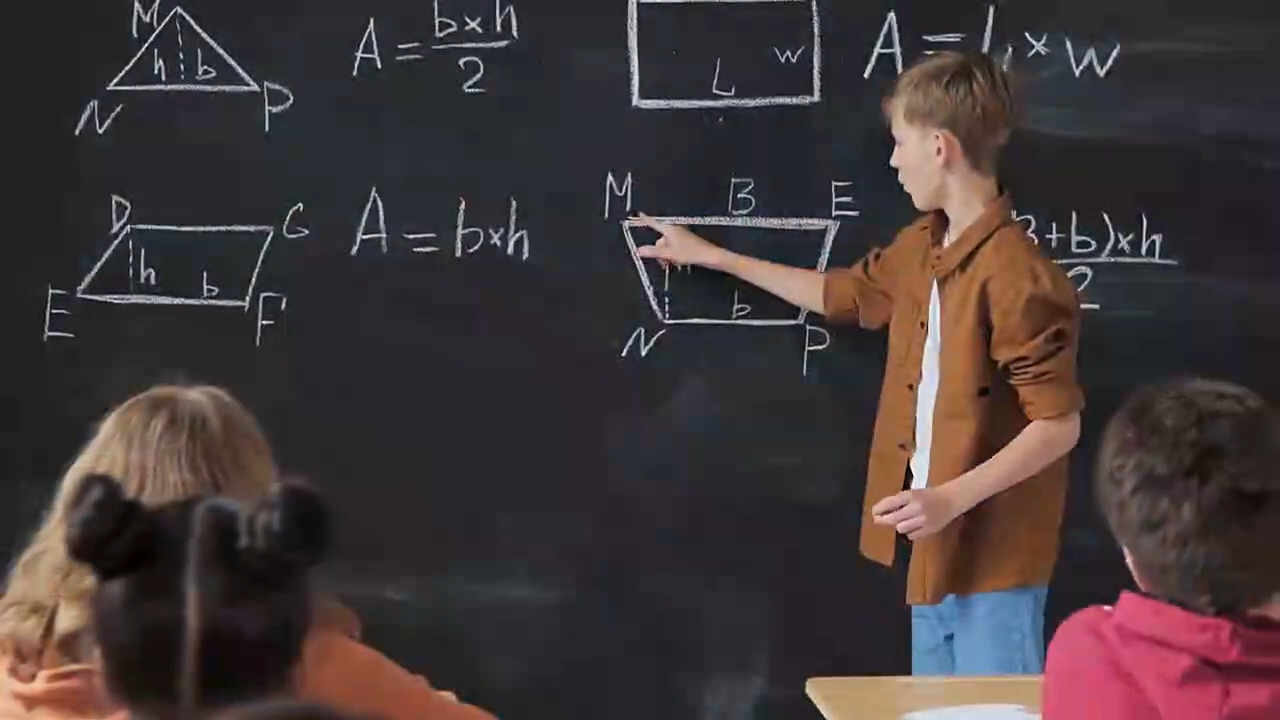 M
h b
N P
A = b×h
2
w
L
A = L × w
D G
h
b
E F
A = b×h
M B E
h
b
N P
B+b)×h
2